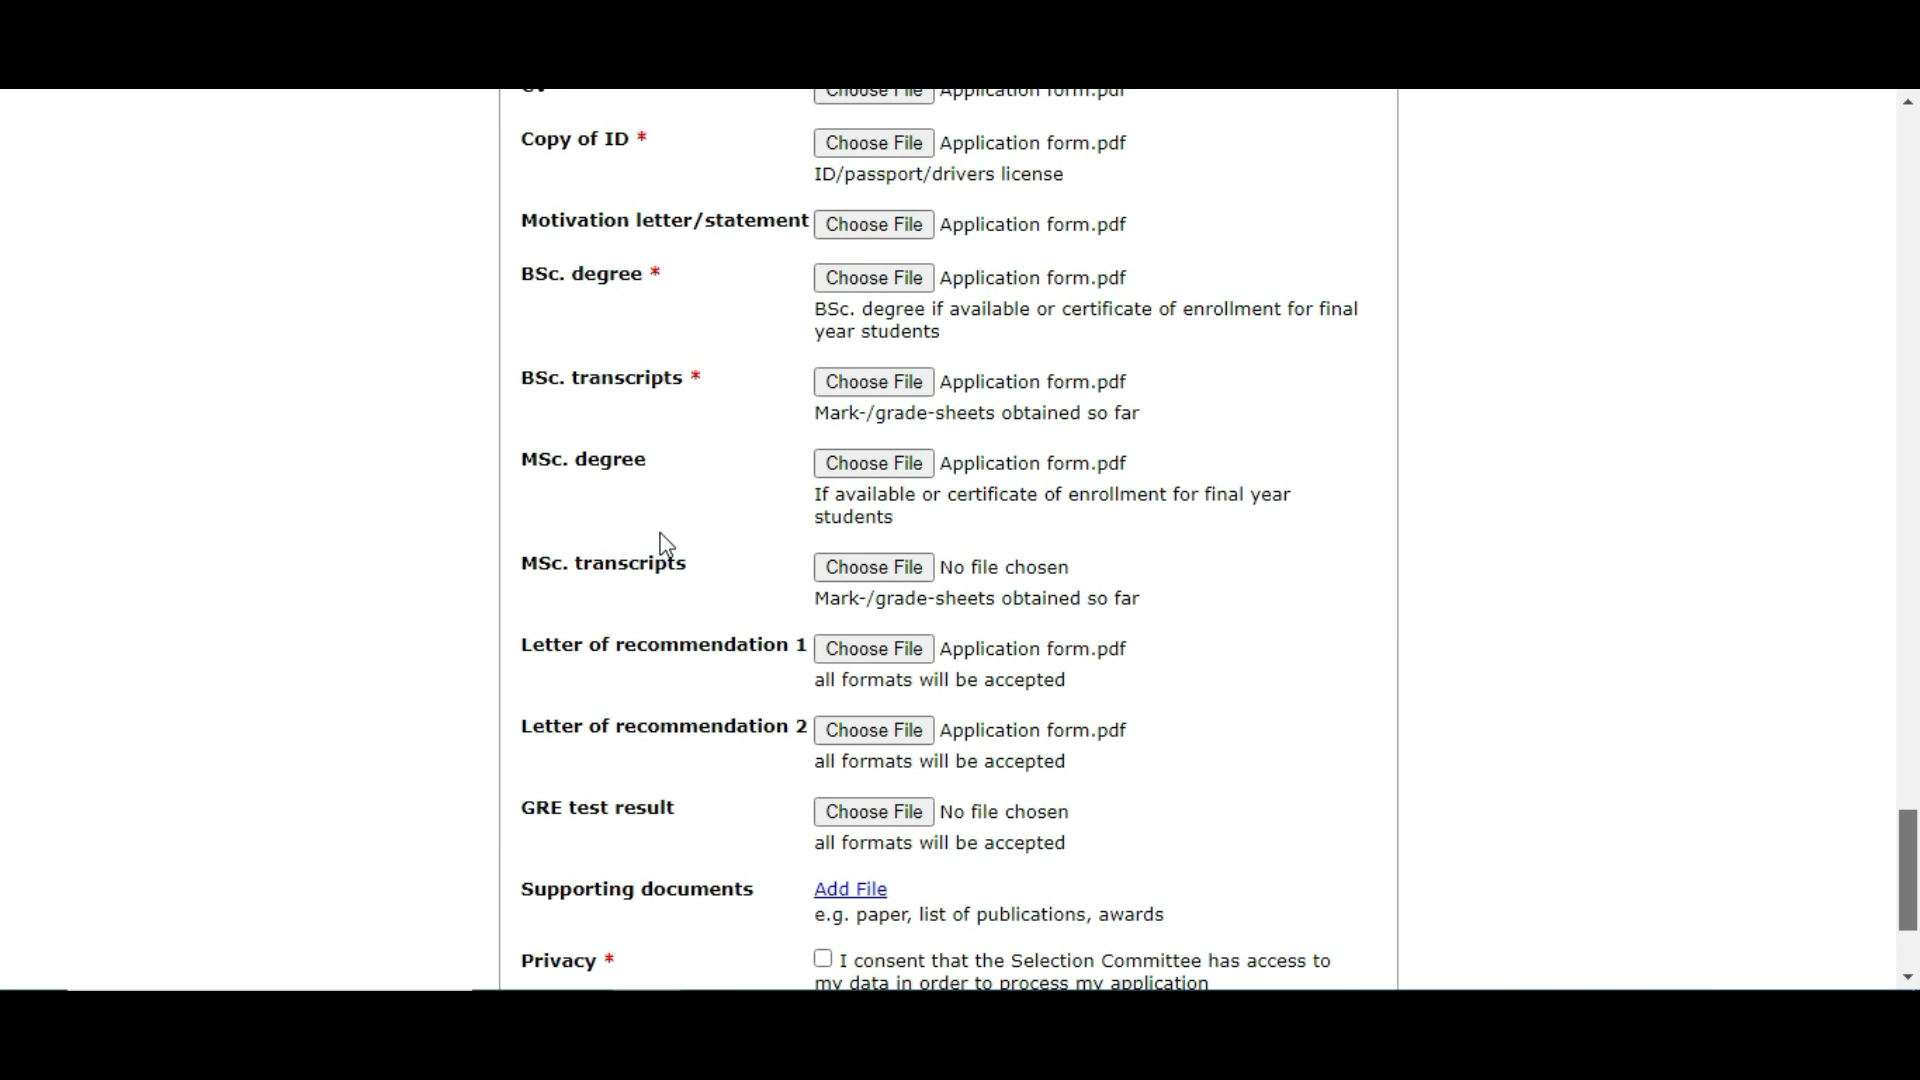 Choose File Application form.pdf
Copy of ID * Choose File Application form.pdf
ID/passport/drivers license
Motivation letter/statement Choose File Application form.pdf
BSc. degree * Choose File Application form.pdf
BSc. degree if available or certificate of enrollment for final
year students
BSc. transcripts * Choose File Application form.pdf
Mark-/grade-sheets obtained so far
MSc. degree Choose File Application form.pdf
If available or certificate of enrollment for final year
students
MSc. transcripts Choose File No file chosen
Mark-/grade-sheets obtained so far
Letter of recommendation 1 Choose File Application form.pdf
all formats will be accepted
Letter of recommendation 2 Choose File Application form.pdf
all formats will be accepted
GRE test result Choose File No file chosen
all formats will be accepted
Supporting documents Add File
e.g. paper, list of publications, awards
Privacy * I consent that the Selection Committee has access to
my data in order to process my application